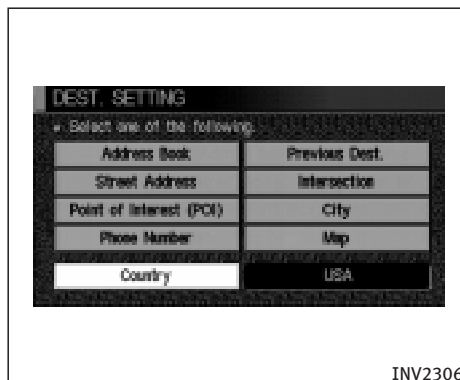 DEST. SETTING
Select one of the following.
Address Book Previous Dest.
Street Address Intersection
Point of Interest (POI) City
Phone Number Map
Country USA
INV2306